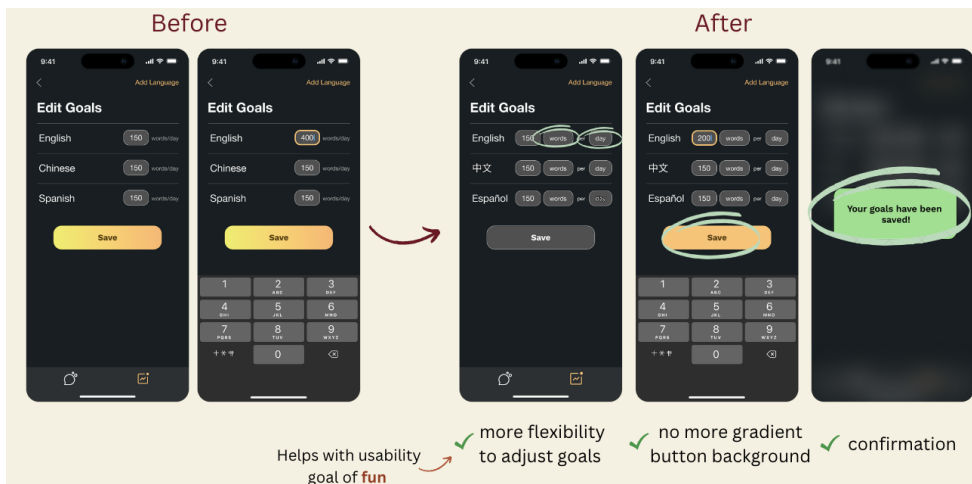 Before
After
9:41
Add Language
Edit Goals
English 150 words/day
Chinese 150 words/day
Spanish 150 words/day
Save
9:41
Add Language
Edit Goals
English 400 words/day
Chinese 150 words/day
Spanish 150 words/day
Save
1
2 ABC
3 DEF
4 GHI
5 JKL
6 MNO
7 PQRS
8 TUV
9 WXYZ
+ * #
0
9:41
Add Language
Edit Goals
English 150 words per day
中文 150 words per day
Español 150 words per
Save
9:41
Add Language
Edit Goals
English 200 words per day
中文 150 words per day
Español 150 words per day
Save
1
2 ABC
3 DEF
4 GHI
5 JKL
6 MNO
7 PQRS
8 TUV
9 WXYZ
+ * #
0
9:41
Your goals have been
saved!
Helps with usability
goal of fun
more flexibility
to adjust goals
no more gradient
button background
confirmation